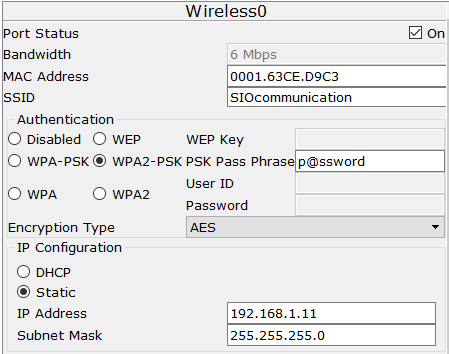 Wireless0
Port Status On
Bandwidth 6 Mbps
MAC Address 0001.63CE.D9C3
SSID SIOcommunication
Authentication
Disabled WEP WEP Key
WPA-PSK WPA2-PSK PSK Pass Phrase p@ssword
User ID
WPA WPA2
Password
Encryption Type AES
IP Configuration
DHCP
Static
IP Address 192.168.1.11
Subnet Mask 255.255.255.0